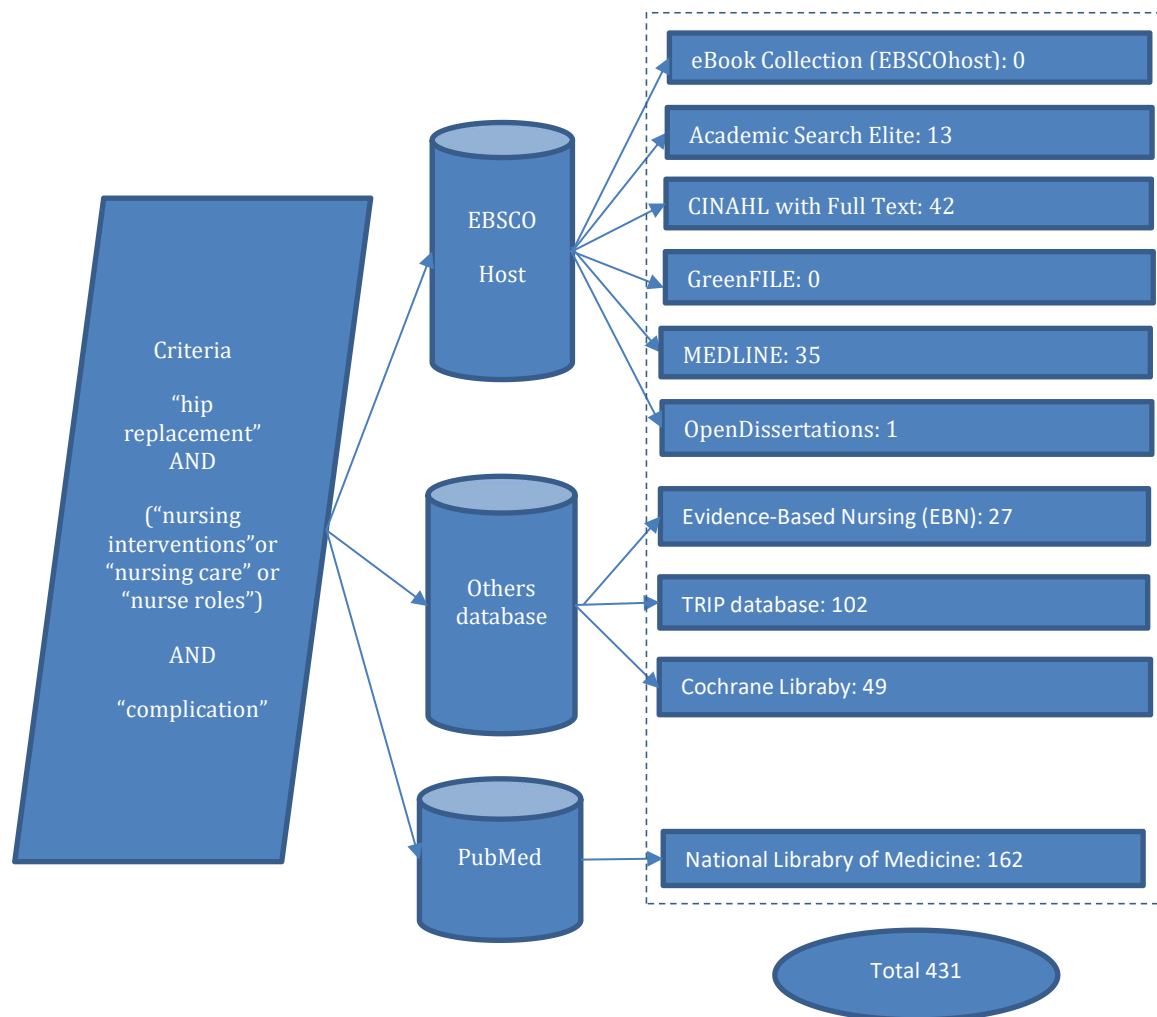 Criteria
“hip
replacement”
AND
(“nursing
interventions”or
“nursing care” or
“nurse roles”)
AND
“complication”
EBSCO
Host
Others
database
PubMed
eBook Collection (EBSCOhost): 0
Academic Search Elite: 13
CINAHL with Full Text: 42
GreenFILE: 0
MEDLINE: 35
OpenDissertations: 1
Evidence-Based Nursing (EBN): 27
TRIP database: 102
Cochrane Libraby: 49
National Librabry of Medicine: 162
Total 431